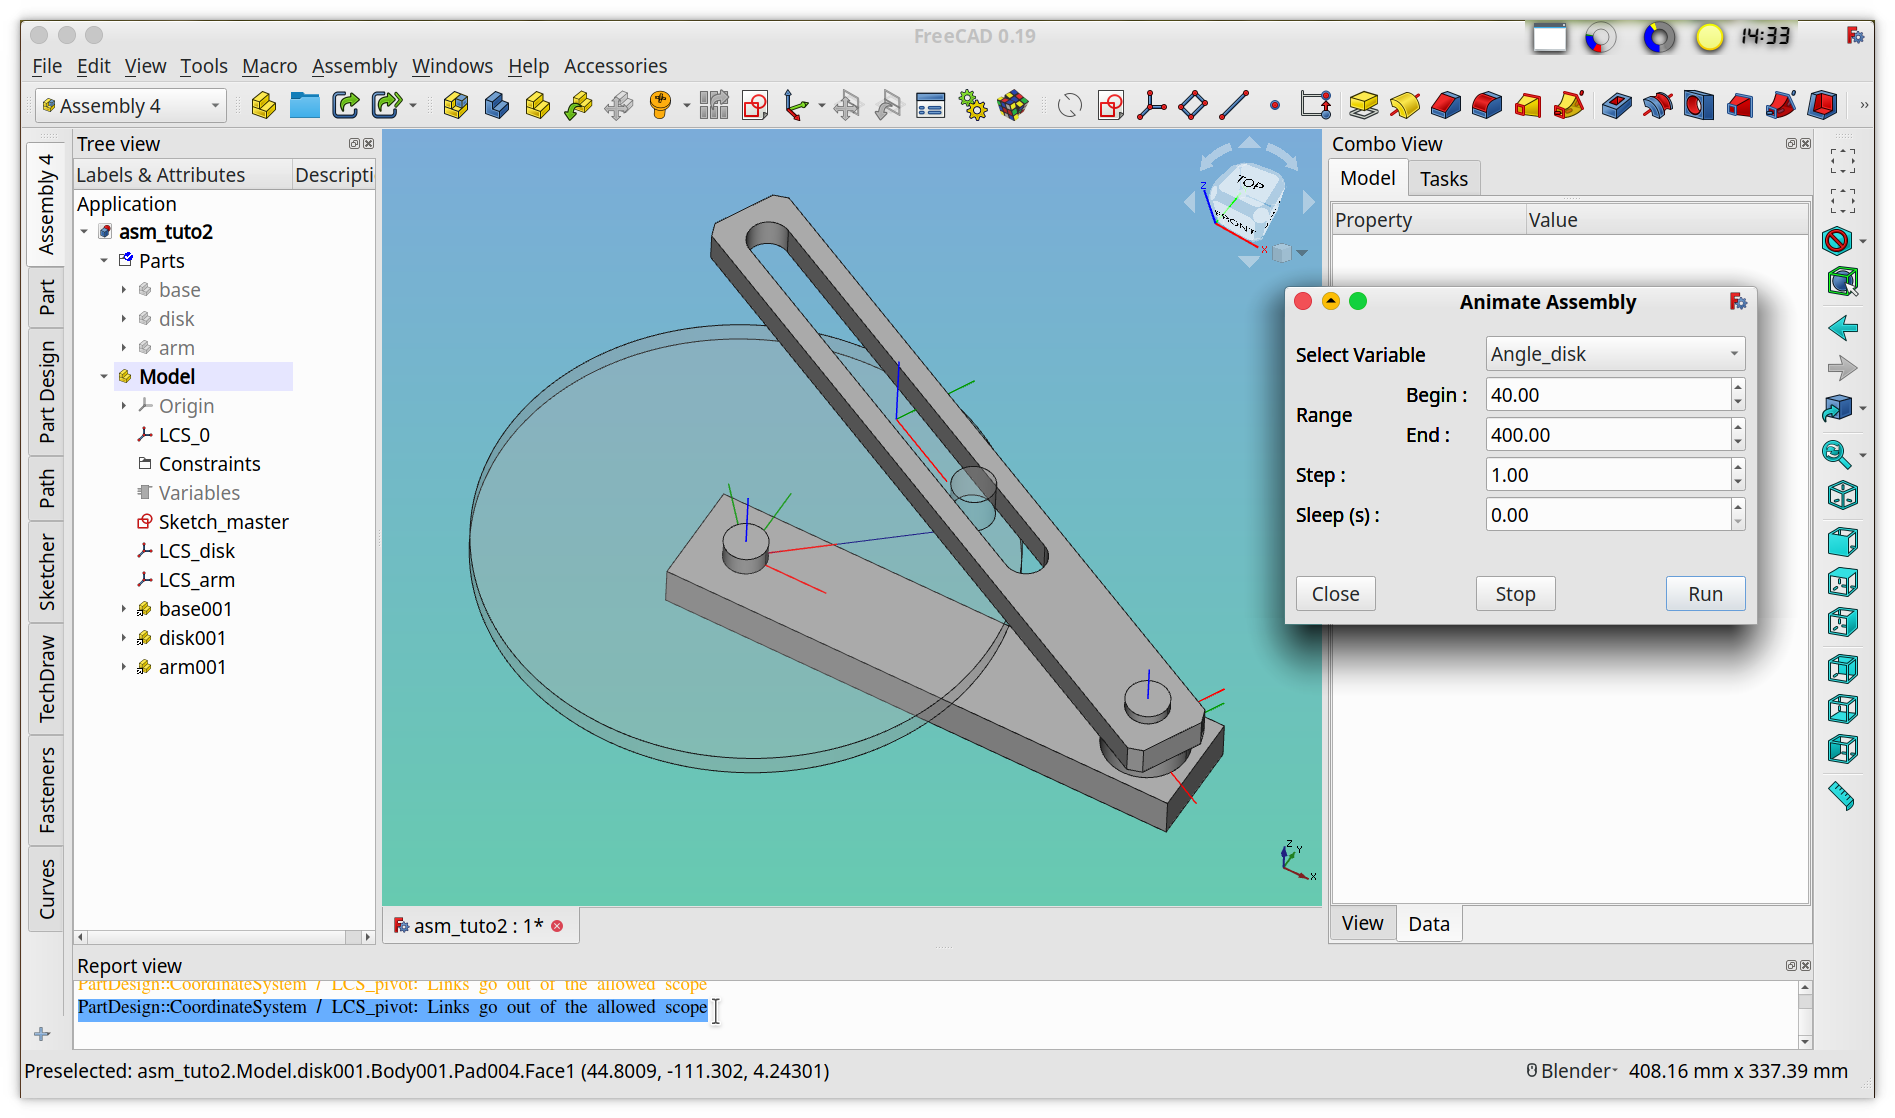 FreeCAD 0.19
14:33
File Edit View Tools Macro Assembly Windows Help Accessories
Assembly 4
»
Tree view
Labels & Attributes Descripti
Application
asm_tuto2
Parts
base
disk
arm
Model
Origin
LCS_0
Constraints
Variables
Sketch_master
LCS_disk
LCS_arm
base001
disk001
arm001
Assembly 4
Part
Part Design
Path
Sketcher
TechDraw
Fasteners
Curves
TOP
FRONT
Z
X
Z
Y
X
asm_tuto2 : 1*
Combo View
Model Tasks
Property Value
Animate Assembly
Select Variable Angle_disk
Range
Begin : 40.00
End : 400.00
Step : 1.00
Sleep (s) : 0.00
Close Stop Run
View Data
Report view
PartDesign::CoordinateSystem / LCS_pivot: Links go out of the allowed scope
PartDesign::CoordinateSystem / LCS_pivot: Links go out of the allowed scope
Preselected: asm_tuto2.Model.disk001.Body001.Pad004.Face1 (44.8009, -111.302, 4.24301)
Blender 408.16 mm x 337.39 mm